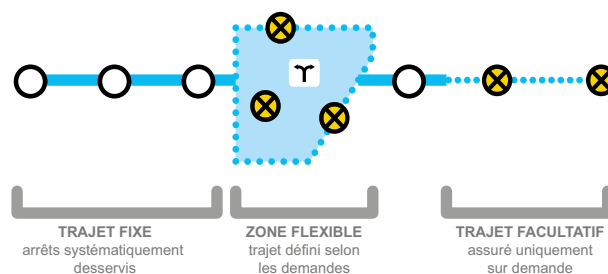 TRAJET FIXE
arrêts systématiquement
desservis
ZONE FLEXIBLE
trajet défini selon
les demandes
TRAJET FACULTATIF
assuré uniquement
sur demande